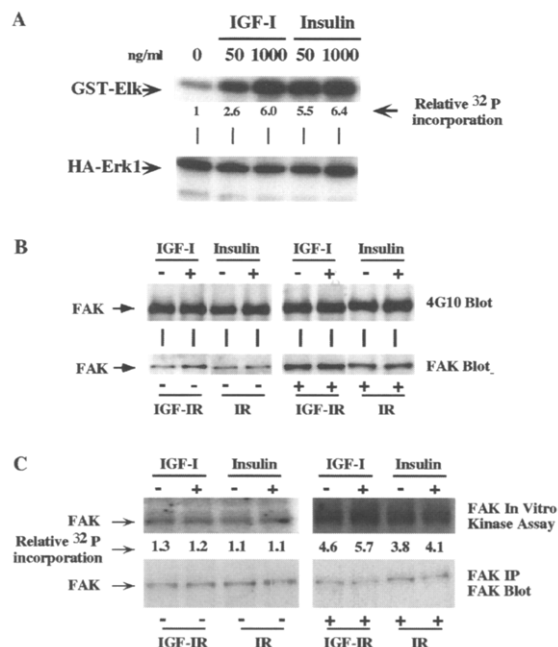 A
IGF-I Insulin
ng/ml 0 50 1000 50 1000
GST-Elk
1 2.6 6.0 5.5 6.4
Relative 32 P incorporation
HA-Erk1
B
IGF-I Insulin IGF-I Insulin
- + - + - + - +
FAK 4G10 Blot
FAK FAK Blot
- - - - + + + +
IGF-IR IR IGF-IR IR
C
IGF-I Insulin IGF-I Insulin
- + - + - + - +
FAK FAK In Vitro Kinase Assay
Relative 32 P incorporation 1.3 1.2 1.1 1.1 4.6 5.7 3.8 4.1
FAK FAK IP FAK Blot
- - - - + + + +
IGF-IR IR IGF-IR IR